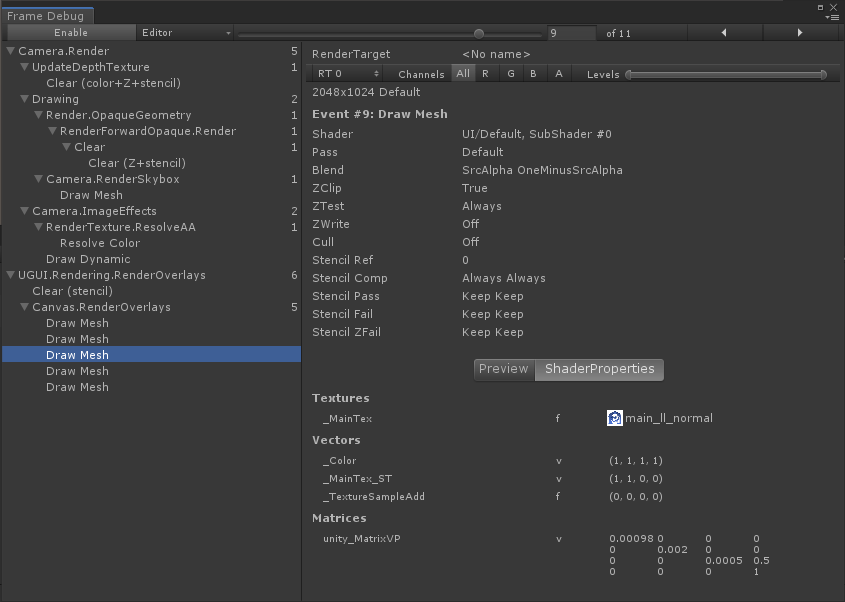 Frame Debug
Enable Editor 9 of 11
Camera.Render 5
UpdateDepthTexture 1
Clear (color+Z+stencil)
Drawing 2
Render.OpaqueGeometry 1
RenderForwardOpaque.Render 1
Clear 1
Clear (Z+stencil)
Camera.RenderSkybox 1
Draw Mesh
Camera.ImageEffects 2
RenderTexture.ResolveAA 1
Resolve Color
Draw Dynamic
UGUI.Rendering.RenderOverlays 6
Clear (stencil)
Canvas.RenderOverlays 5
Draw Mesh
Draw Mesh
Draw Mesh
Draw Mesh
Draw Mesh
RenderTarget <No name>
RT 0 Channels All R G B A Levels
2048x1024 Default
Event #9: Draw Mesh
Shader UI/Default, SubShader #0
Pass Default
Blend SrcAlpha OneMinusSrcAlpha
ZClip True
ZTest Always
ZWrite Off
Cull Off
Stencil Ref 0
Stencil Comp Always Always
Stencil Pass Keep Keep
Stencil Fail Keep Keep
Stencil ZFail Keep Keep
Preview ShaderProperties
Textures
_MainTex f main_ll_normal
Vectors
_Color v (1, 1, 1, 1)
_MainTex_ST v (1, 1, 0, 0)
_TextureSampleAdd f (0, 0, 0, 0)
Matrices
unity_MatrixVP v 0.00098 0 0 0
0 0.002 0 0
0 0 0.0005 0.5
0 0 0 1